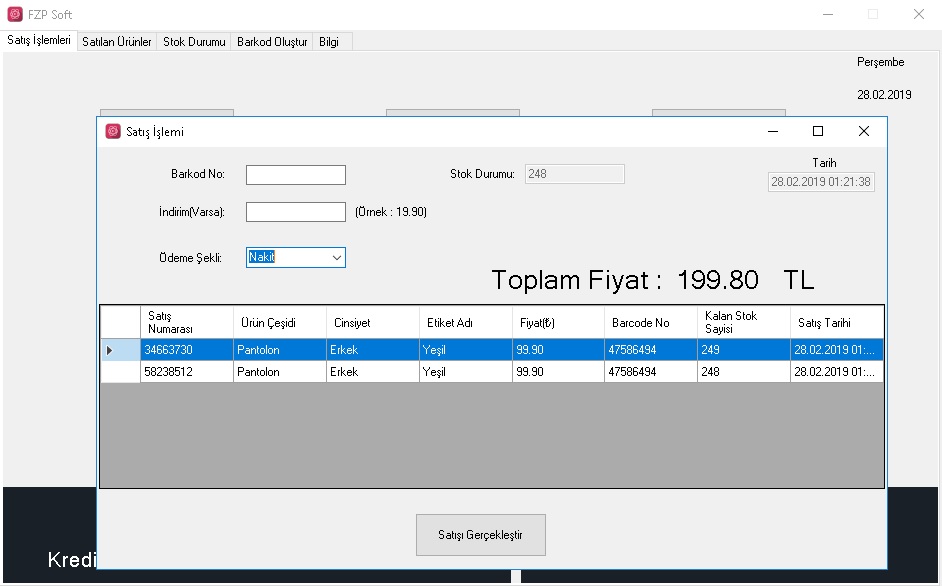 FZP Soft
Satış İşlemleri Satılan Ürünler Stok Durumu Barkod Oluştur Bilgi
Perşembe
28.02.2019
Satış İşlemi
Barkod No: Stok Durumu: 248
Tarih
28.02.2019 01:21:38
İndirim(Varsa): (Örnek : 19.90)
Ödeme Şekli: Nakit
Toplam Fiyat : 199.80 TL
Satış Numarası Ürün Çeşidi Cinsiyet Etiket Adı Fiyat(₺) Barcode No Kalan Stok Sayisi Satış Tarihi
34663730 Pantolon Erkek Yeşil 99.90 47586494 249 28.02.2019 01:...
58238512 Pantolon Erkek Yeşil 99.90 47586494 248 28.02.2019 01:...
Satışı Gerçekleştir
Kredi